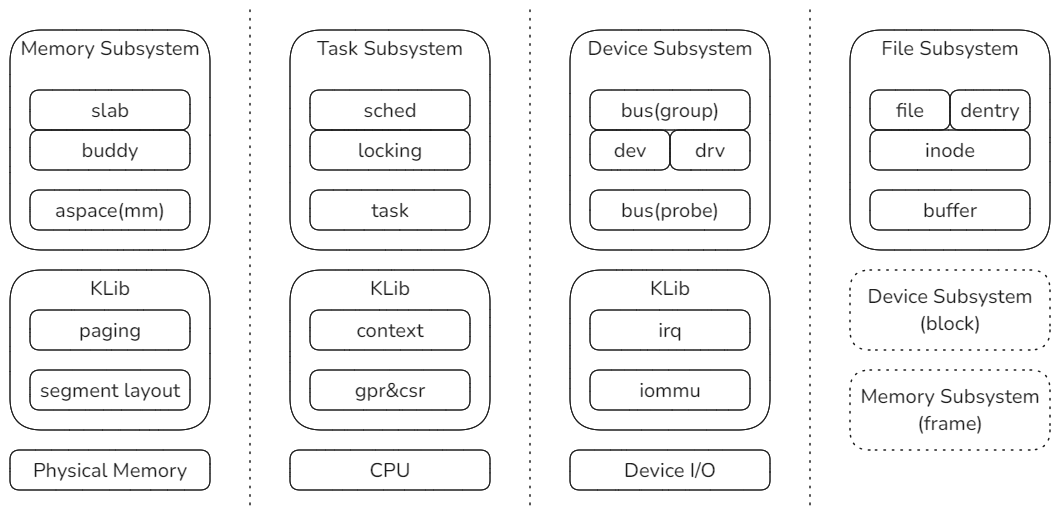 Memory Subsystem
slab
buddy
aspace(mm)
KLib
paging
segment layout
Physical Memory
Task Subsystem
sched
locking
task
KLib
context
gpr&csr
CPU
Device Subsystem
bus(group)
dev
drv
bus(probe)
KLib
irq
iommu
Device I/O
File Subsystem
file
dentry
inode
buffer
Device Subsystem
(block)
Memory Subsystem
(frame)